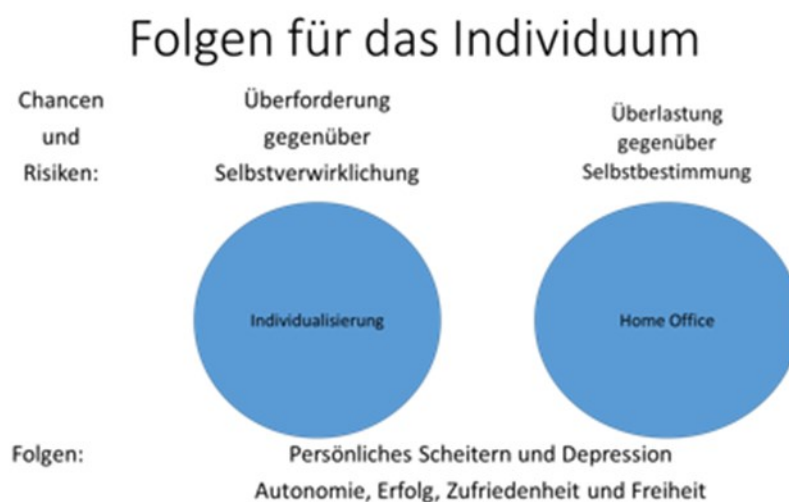 Folgen für das Individuum
Chancen
und
Risiken:
Überforderung
gegenüber
Selbstverwirklichung
Überlastung
gegenüber
Selbstbestimmung
Individualisierung
Home Office
Folgen:
Persönliches Scheitern und Depression
Autonomie, Erfolg, Zufriedenheit und Freiheit